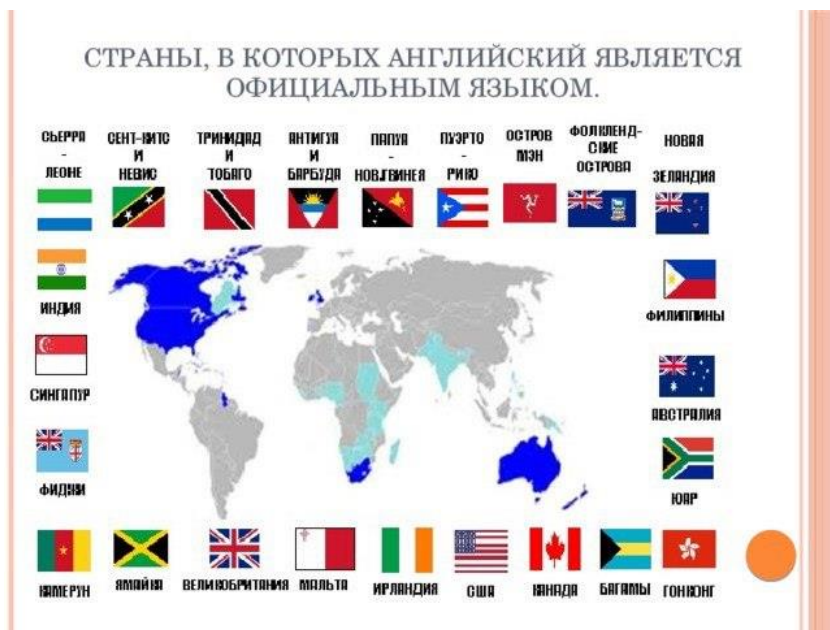 СТРАНЫ, В КОТОРЫХ АНГЛИЙСКИЙ ЯВЛЯЕТСЯ
ОФИЦИАЛЬНЫМ ЯЗЫКОМ.
СЬЕРРА
-
ЛЕОНЕ
СЕНТ-КИТС
И
НЕВИС
ТРИНИДАД
И
ТОБАГО
АНТИГУА
И
БАРБУДА
ПАПУА
-
НОВ.ГВИНЕЯ
ПУЭРТО
-
РИКО
ОСТРОВ
МЭН
ФОЛКЛЕНД-
СКИЕ
ОСТРОВА
НОВАЯ
ЗЕЛАНДИЯ
ИНДИЯ
ФИЛИППИНЫ
СИНГАПУР
АВСТРАЛИЯ
ФИДЖИ
ЮАР
КАМЕРУН
ЯМАЙКА
ВЕЛИКОБРИТАНИЯ
МАЛЬТА
ИРЛАНДИЯ
США
КАНАДА
БАГАМЫ
ГОНКОНГ